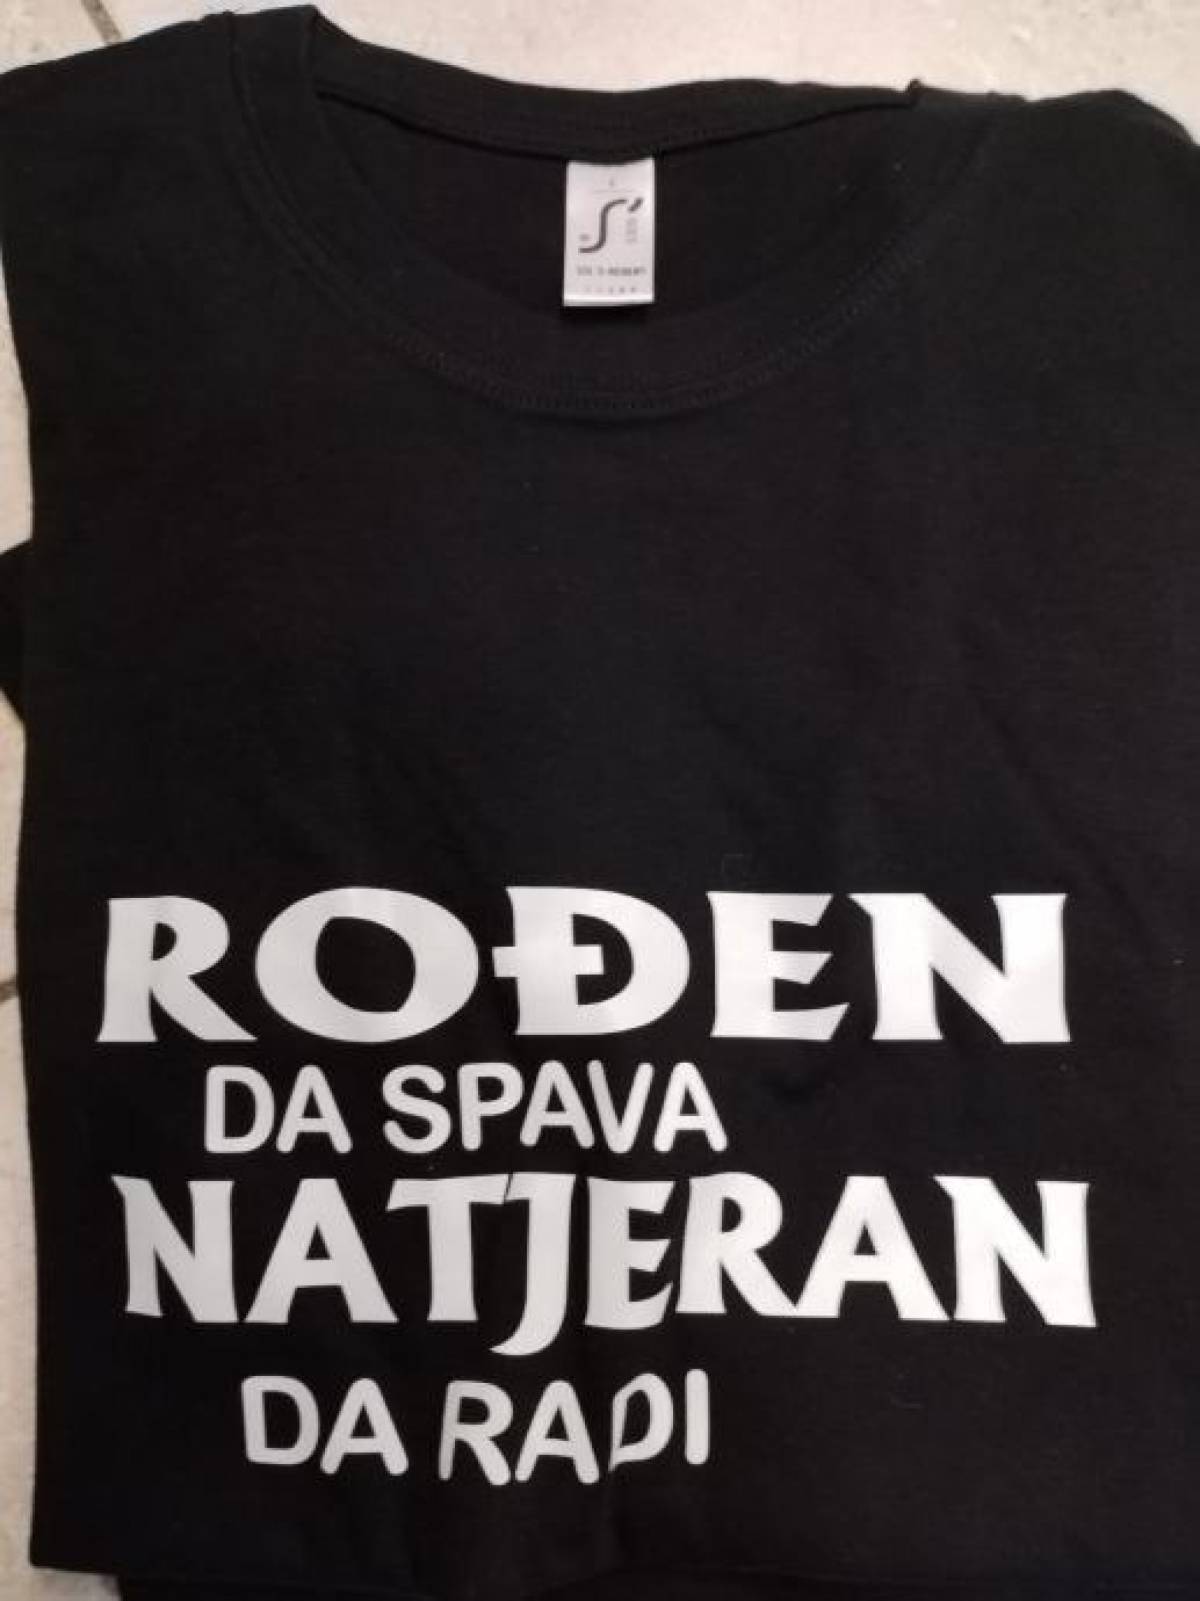 ROĐEN
DA SPAVA
NATJERAN
DA RADI